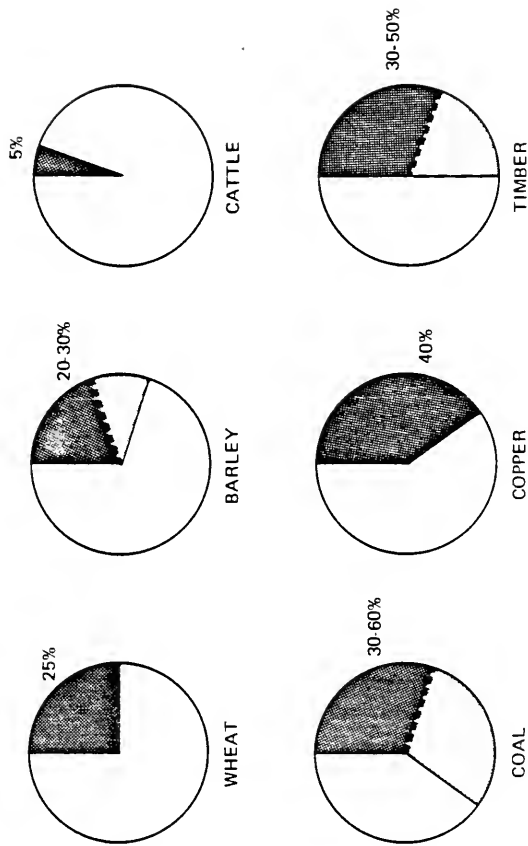 25%
WHEAT
20-30%
BARLEY
5%
CATTLE
30-60%
COAL
40%
COPPER
30-50%
TIMBER